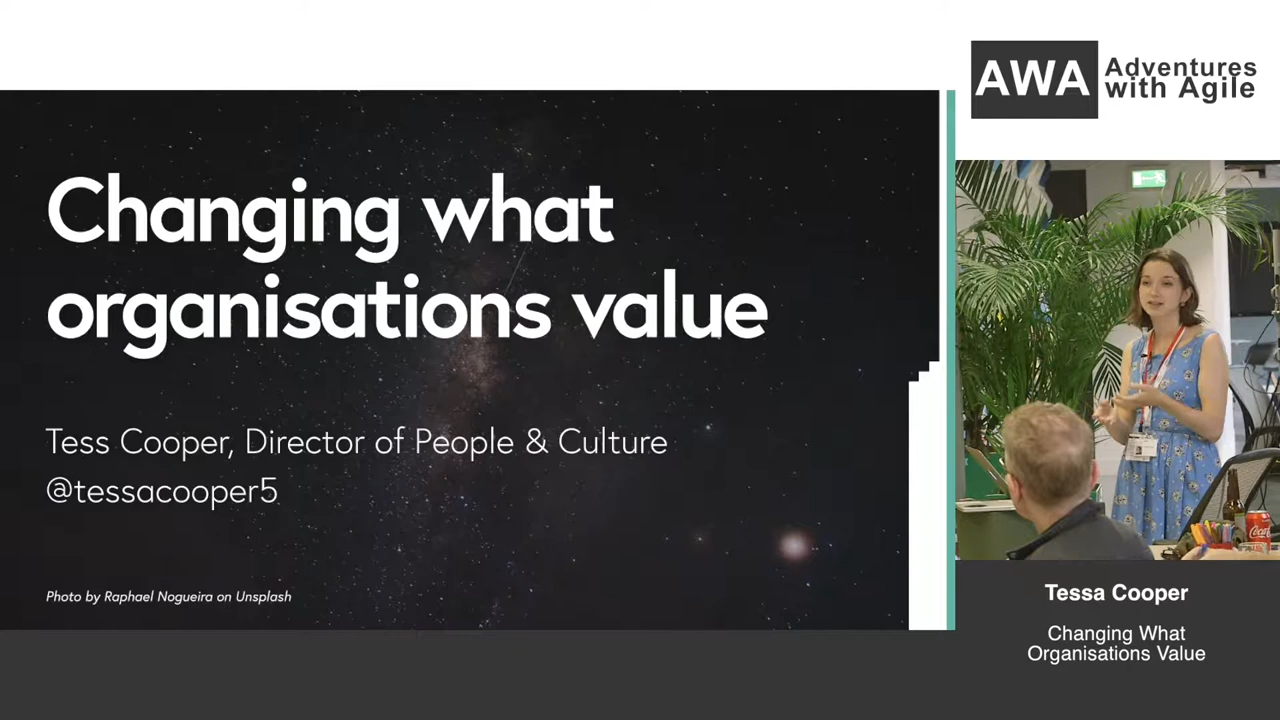 Changing what
organisations value
Tess Cooper, Director of People & Culture
@tessacooper5
Photo by Raphael Nogueira on Unsplash
AWA
Adventures
with Agile
Tessa Cooper
Changing What
Organisations Value